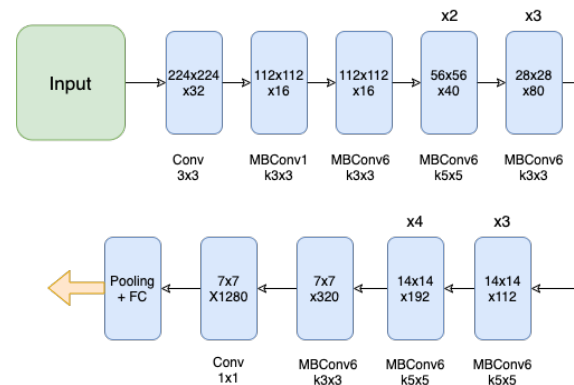 x2
x3
Input
224x224
x32
112x112
x16
112x112
x16
56x56
x40
28x28
x80
Conv
3x3
MBConv1
k3x3
MBConv6
k3x3
MBConv6
k5x5
MBConv6
k3x3
x4
x3
Pooling
+ FC
7x7
X1280
7x7
x320
14x14
x192
14x14
x112
Conv
1x1
MBConv6
k3x3
MBConv6
k5x5
MBConv6
k5x5